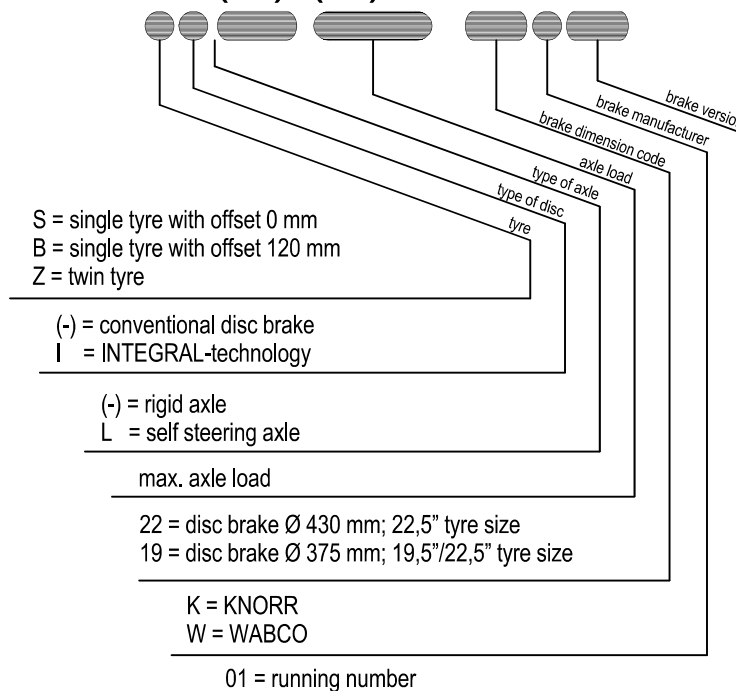 brake version
brake manufacturer
brake dimension code
axle load
type of axle
type of disc
tyre
S = single tyre with offset 0 mm
B = single tyre with offset 120 mm
Z = twin tyre
(-) = conventional disc brake
I = INTEGRAL-technology
(-) = rigid axle
L = self steering axle
max. axle load
22 = disc brake Ø 430 mm; 22,5” tyre size
19 = disc brake Ø 375 mm; 19,5”/22,5” tyre size
K = KNORR
W = WABCO
01 = running number